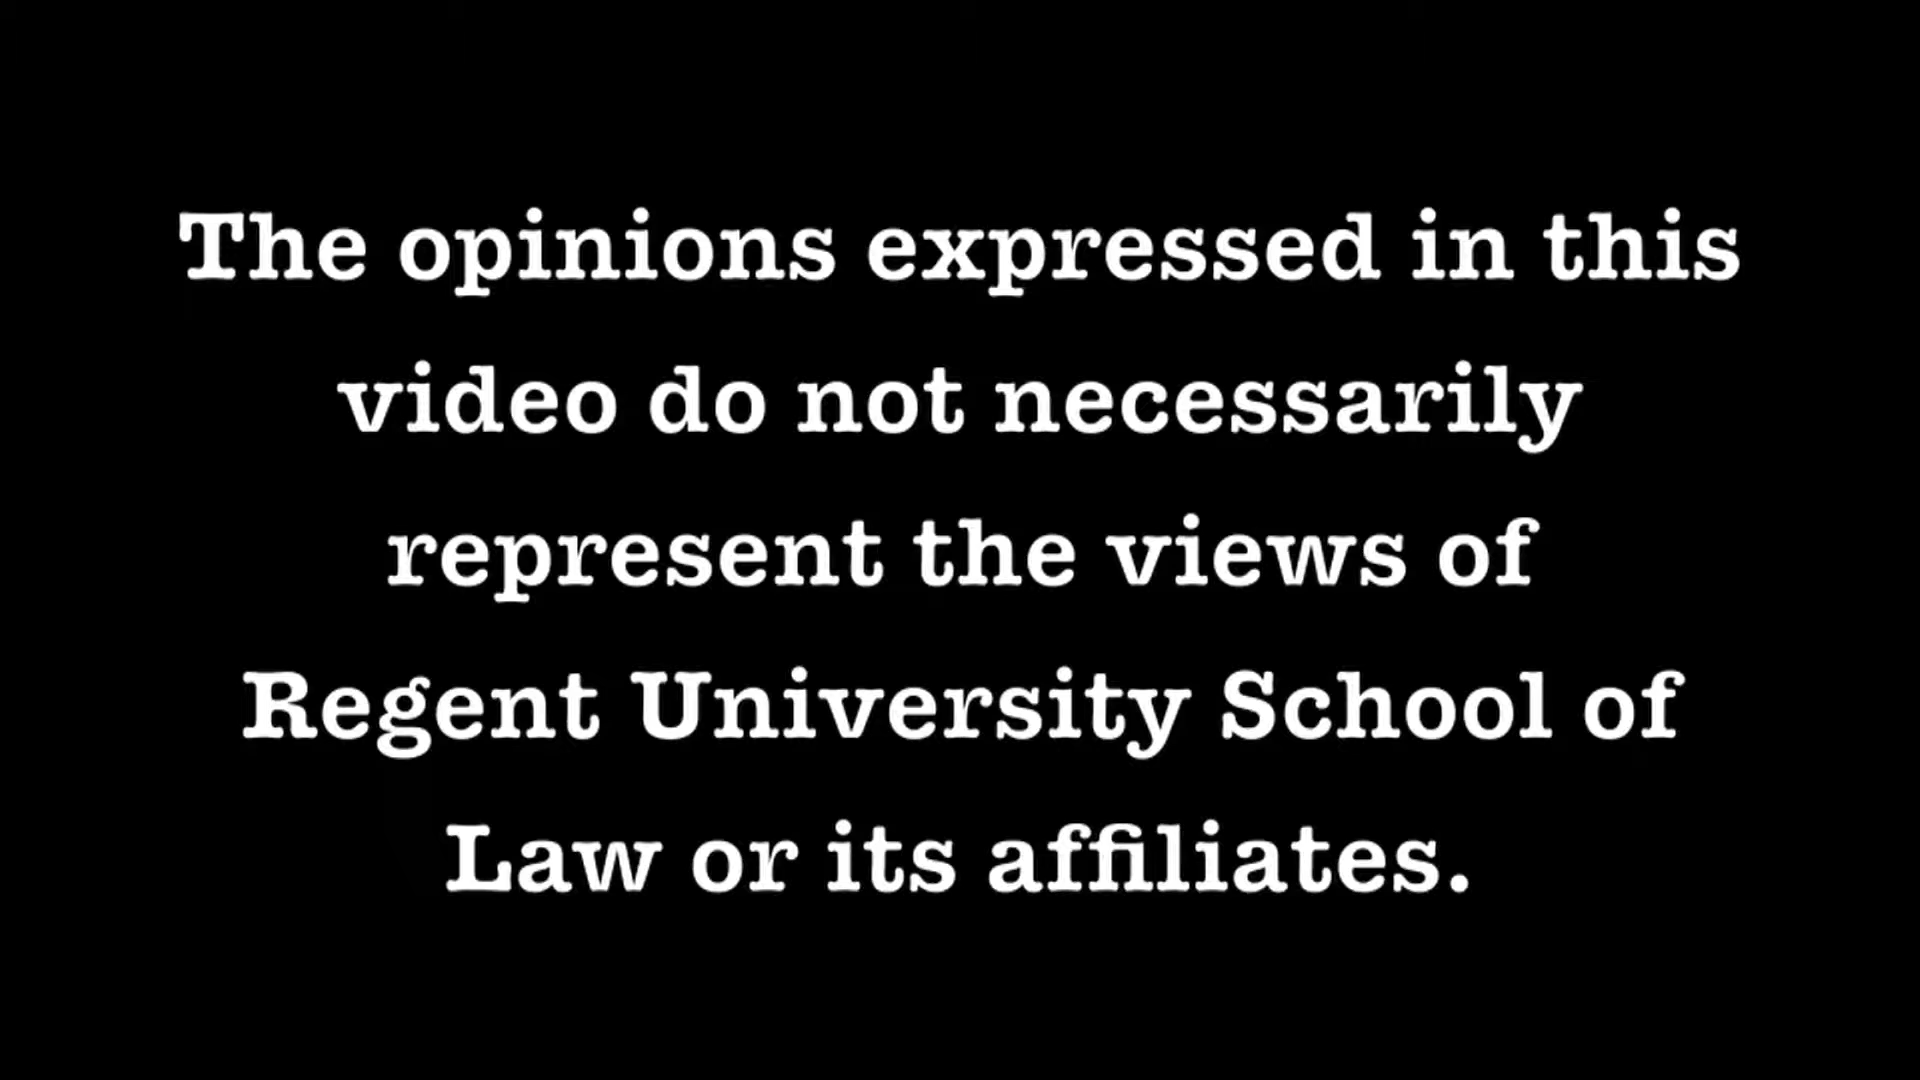 The opinions expressed in this
video do not necessarily
represent the views of
Regent University School of
Law or its affiliates.